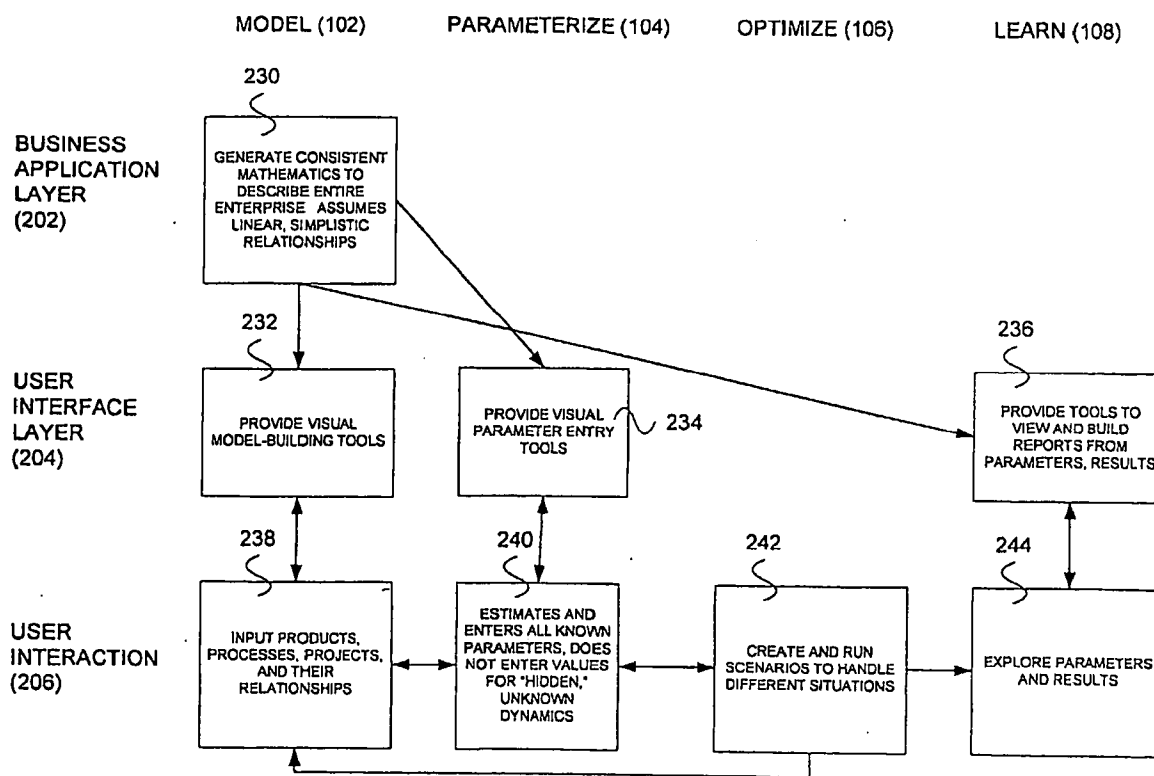 MODEL (102) PARAMETERIZE (104) OPTIMIZE (106) LEARN (108)
230
BUSINESS
APPLICATION
LAYER
(202)
GENERATE CONSISTENT
MATHEMATICS TO
DESCRIBE ENTIRE
ENTERPRISE ASSUMES
LINEAR, SIMPLISTIC
RELATIONSHIPS
232
236
USER
INTERFACE
LAYER
(204)
PROVIDE VISUAL
MODEL-BUILDING TOOLS
PROVIDE VISUAL
PARAMETER ENTRY
TOOLS
234
PROVIDE TOOLS TO
VIEW AND BUILD
REPORTS FROM
PARAMETERS, RESULTS
238
240
242
244
USER
INTERACTION
(206)
INPUT PRODUCTS,
PROCESSES, PROJECTS,
AND THEIR
RELATIONSHIPS
ESTIMATES AND
ENTERS ALL KNOWN
PARAMETERS, DOES
NOT ENTER VALUES
FOR "HIDDEN,"
UNKNOWN
DYNAMICS
CREATE AND RUN
SCENARIOS TO HANDLE
DIFFERENT SITUATIONS
EXPLORE PARAMETERS
AND RESULTS